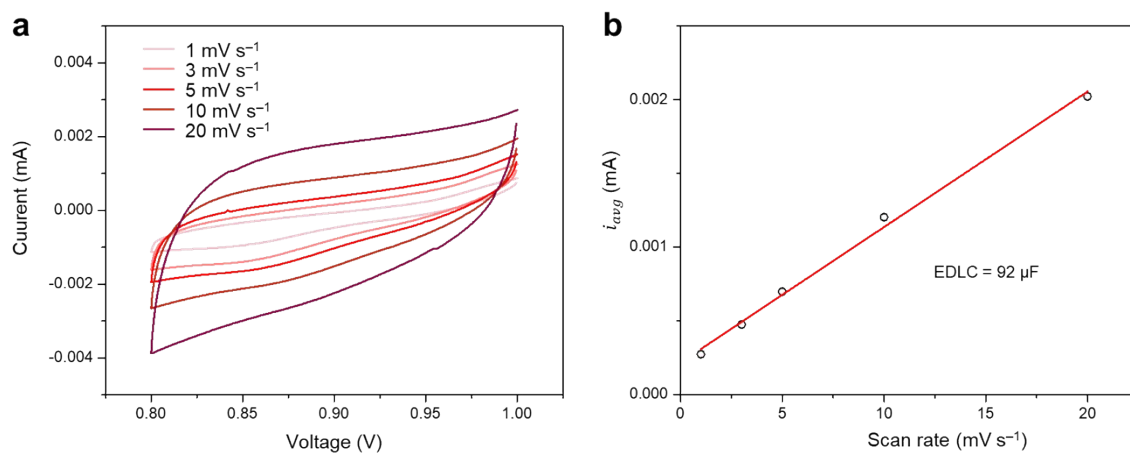 a
1 mV s⁻¹
3 mV s⁻¹
5 mV s⁻¹
10 mV s⁻¹
20 mV s⁻¹
0.004
0.002
0.000
-0.002
-0.004
Cuurent (mA)
0.80 0.85 0.90 0.95 1.00
Voltage (V)
b
0.002
0.001
0.000
i_avg (mA)
EDLC = 92 µF
0 5 10 15 20
Scan rate (mV s⁻¹)